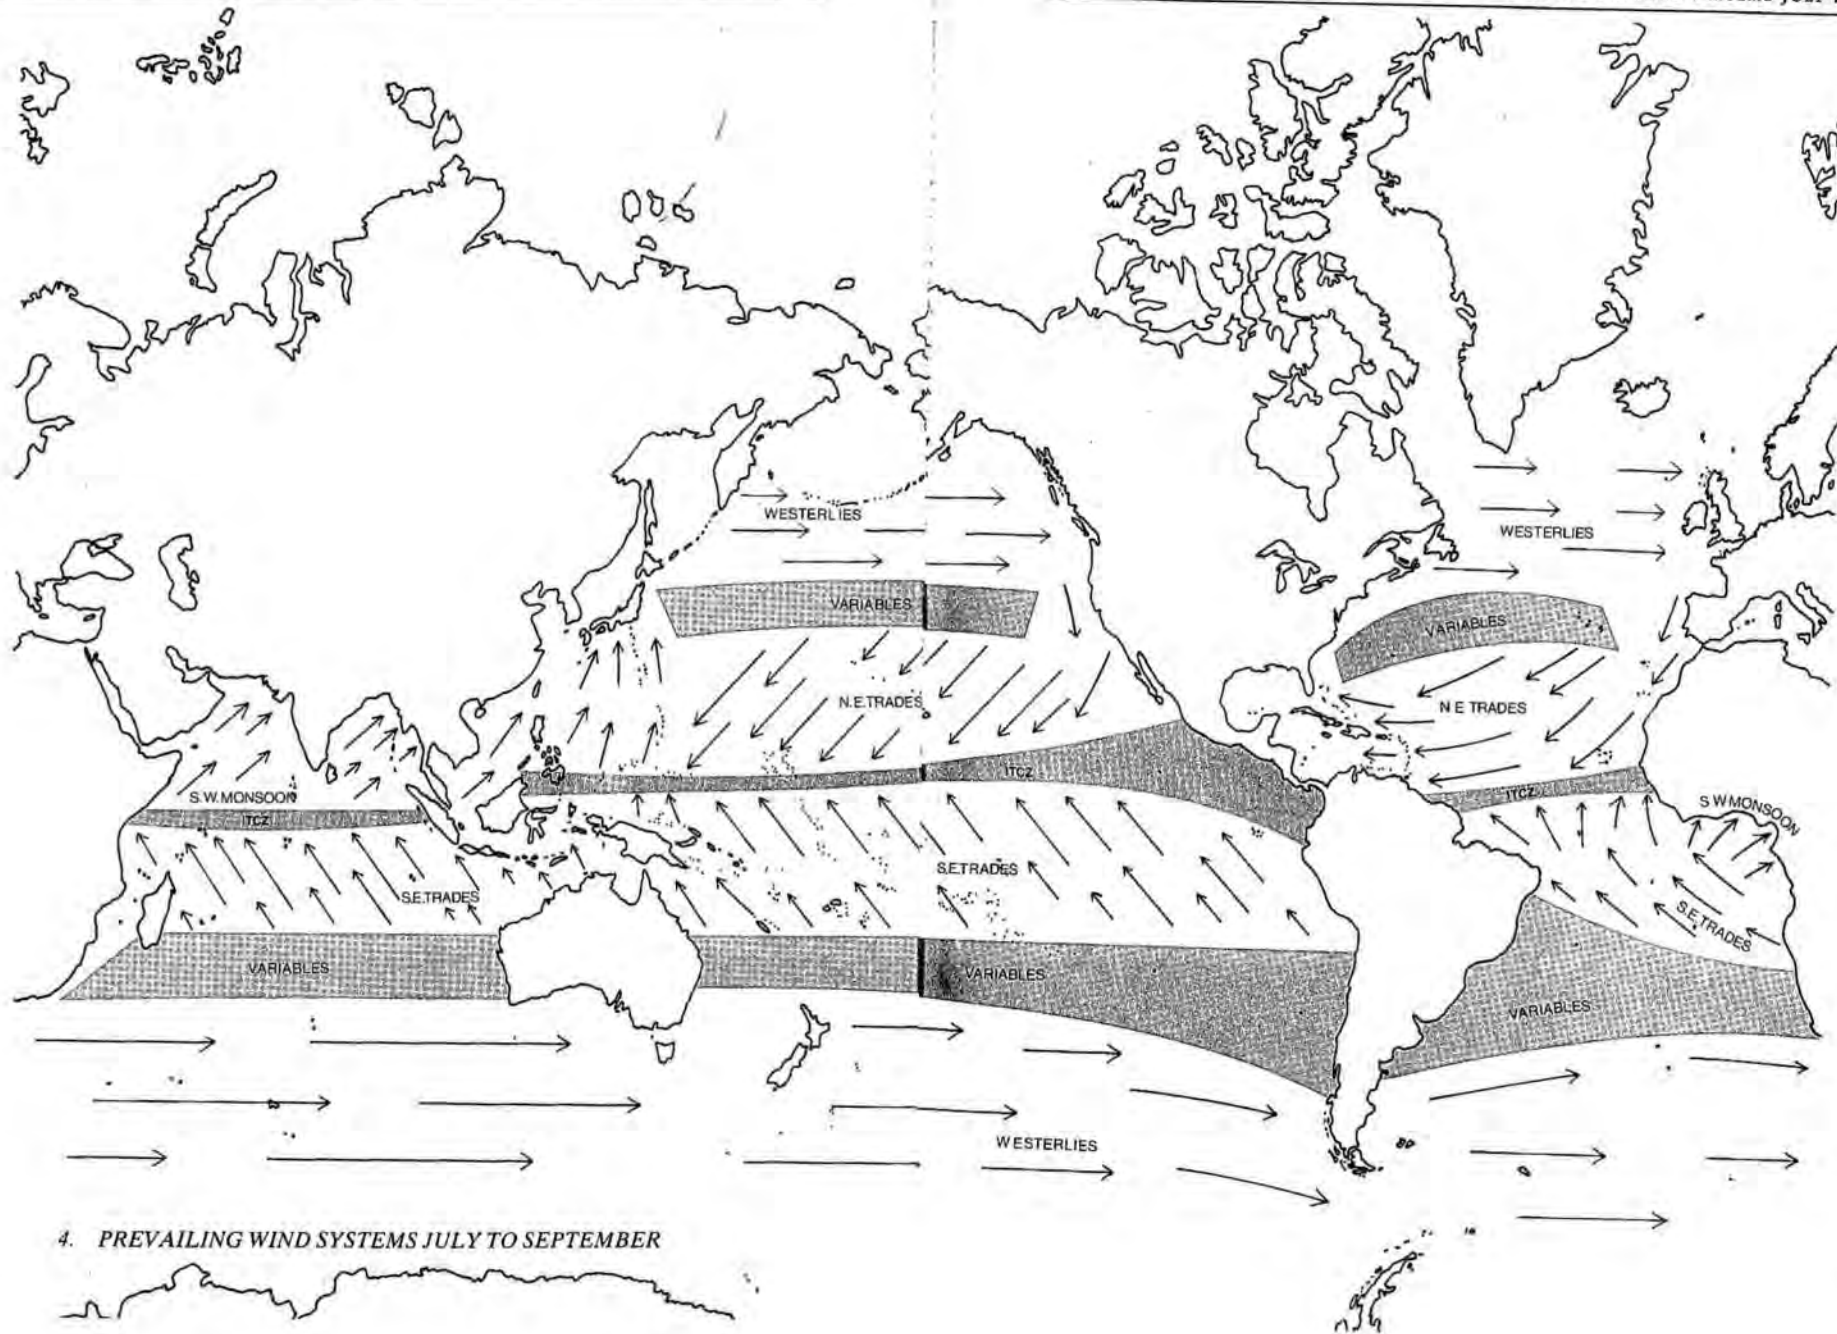 WESTERLIES
WESTERLIES
VARIABLES
VARIABLES
N.E.TRADES
N E TRADES
ITCZ
S.W.MONSOON
ITCZ
S W MONSOON
ITCZ
S.E.TRADES
S.E.TRADES
S.E.TRADES
VARIABLES
VARIABLES
VARIABLES
WESTERLIES
4. PREVAILING WIND SYSTEMS JULY TO SEPTEMBER